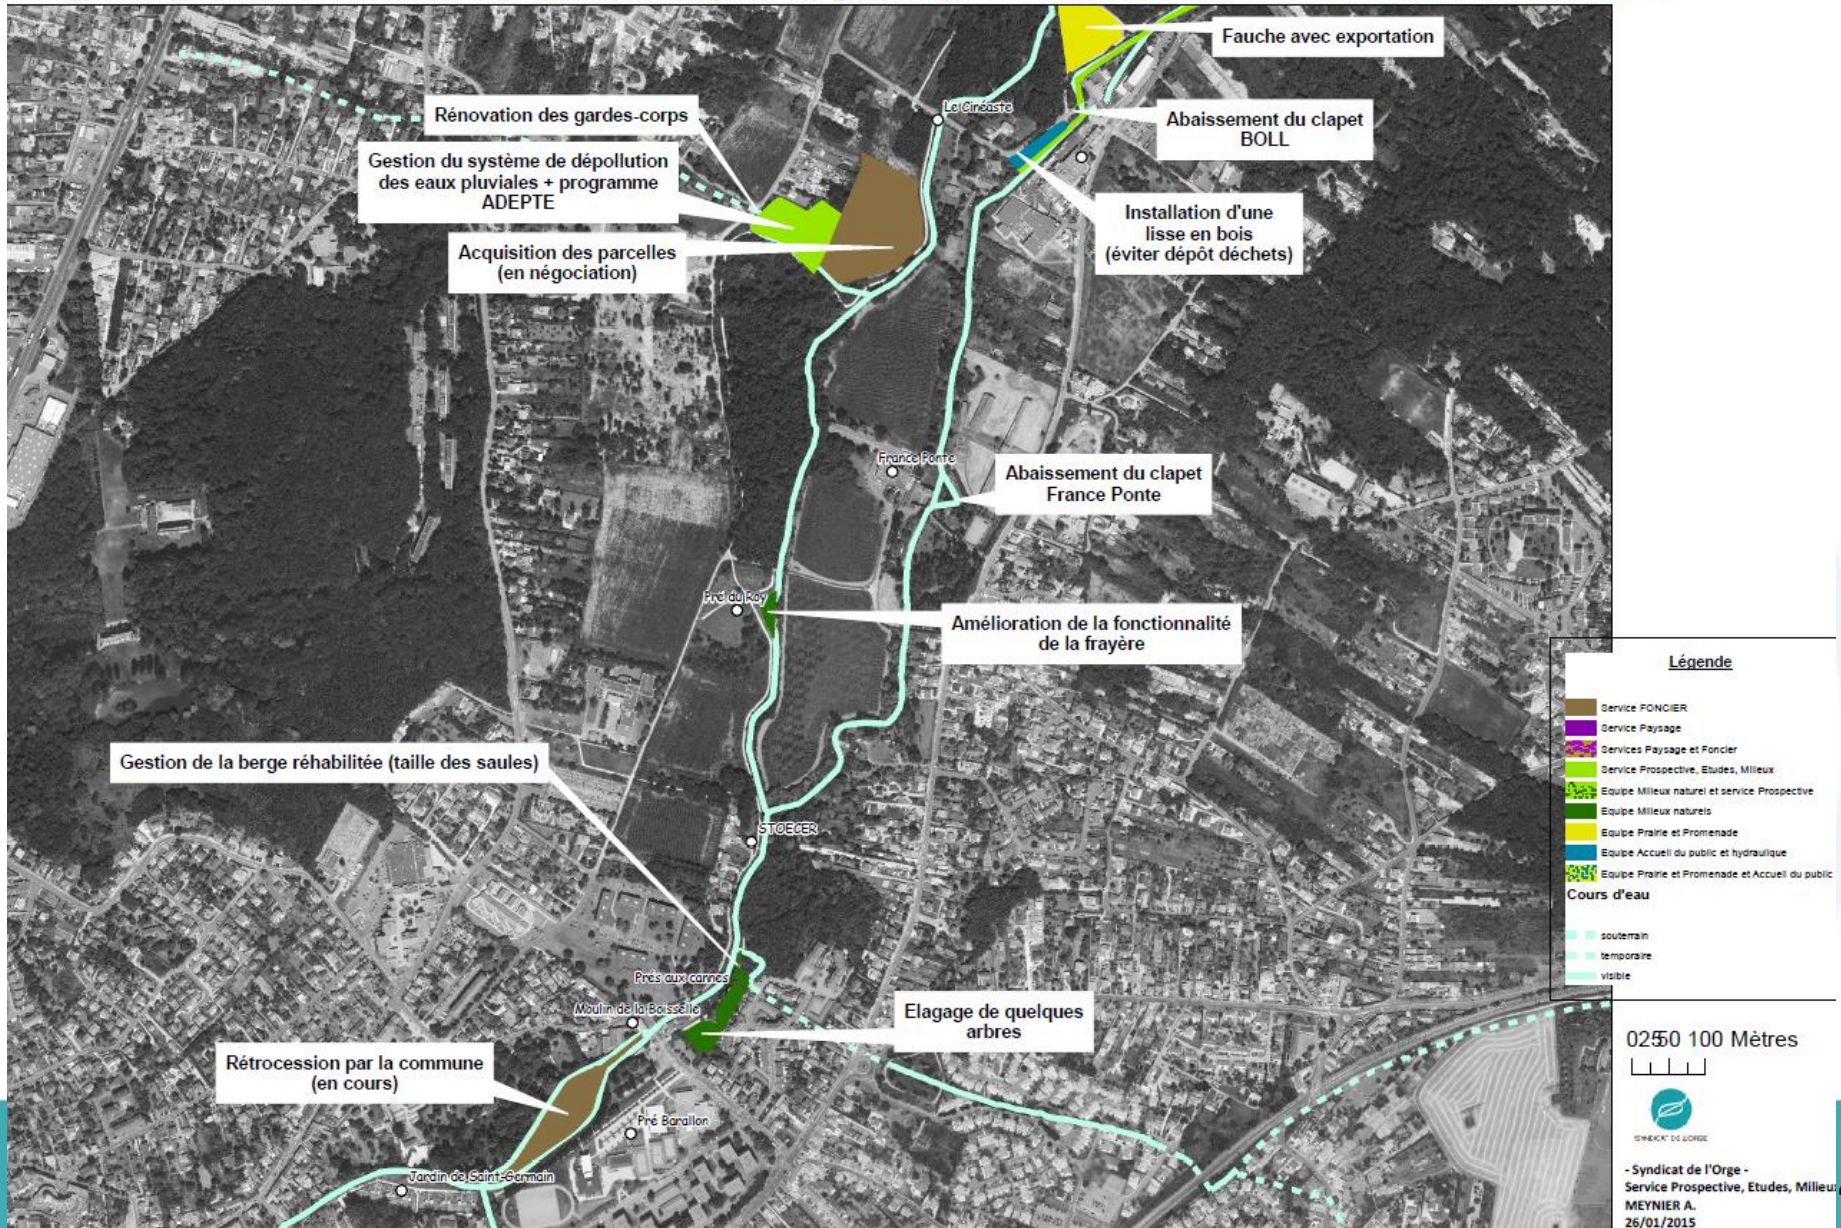 Fauche avec exportation
Rénovation des gardes-corps
Le Cinéaste
Abaissement du clapet
BOLL
Gestion du système de dépollution
des eaux pluviales + programme
ADEPTE
Installation d'une
lisse en bois
(éviter dépôt déchets)
Acquisition des parcelles
(en négociation)
France Ponte
Abaissement du clapet
France Ponte
Pré du Roy
Amélioration de la fonctionnalité
de la frayère
Gestion de la berge réhabilitée (taille des saules)
STOECER
Prés aux cannes
Moulin de la Boisselle
Elagage de quelques
arbres
Rétrocession par la commune
(en cours)
Pré Barallon
Jardin de Saint-Germain
Légende
Service FONCIER
Service Paysage
Services Paysage et Foncier
Service Prospective, Etudes, Milieux
Equipe Milieux naturel et service Prospective
Equipe Milieux naturels
Equipe Prairie et Promenade
Equipe Accueil du public et hydraulique
Equipe Prairie et Promenade et Accueil du public
Cours d'eau
souterrain
temporaire
visible
02550 100 Mètres
SYNDICAT DE L'ORGE
- Syndicat de l'Orge -
Service Prospective, Etudes, Milieux
MEYNIER A.
26/01/2015